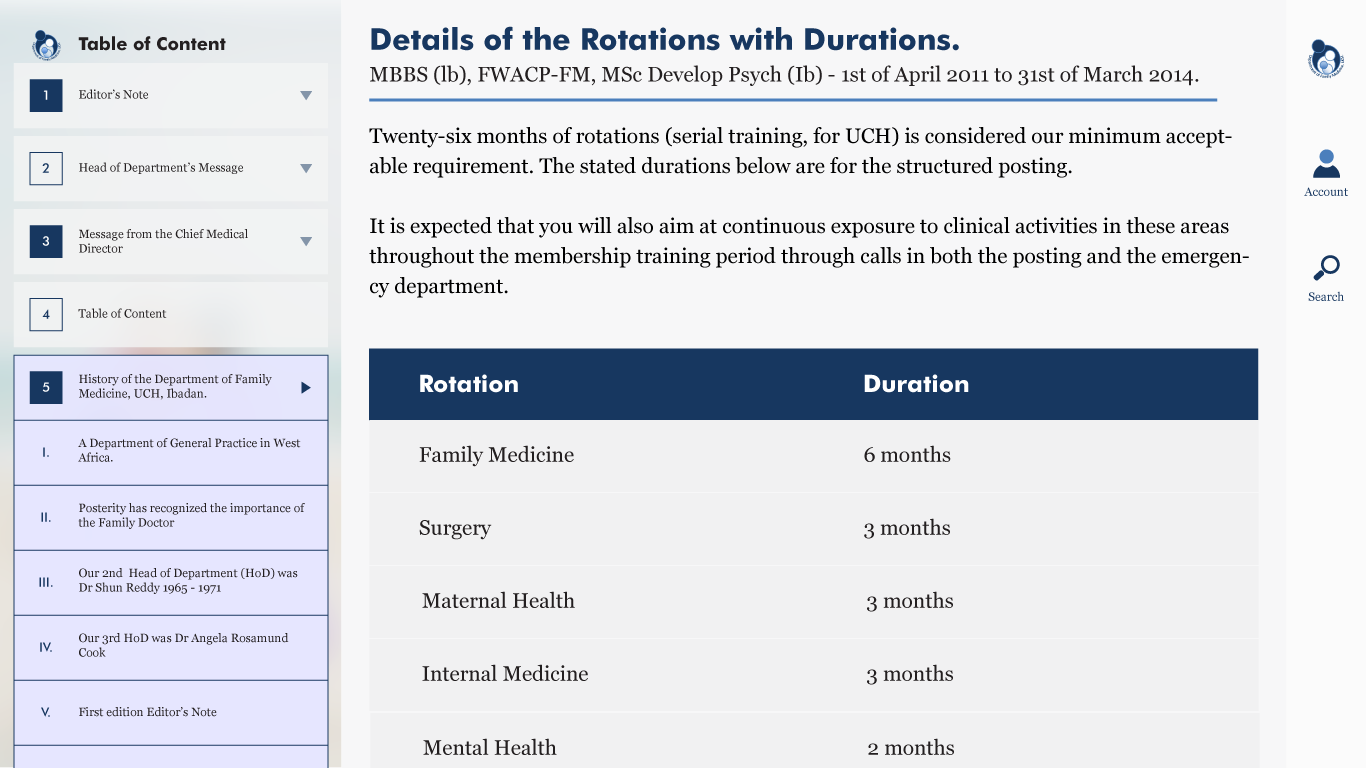 Table of Content
1
Editor's Note
2
Head of Department's Message
3
Message from the Chief Medical
Director
4
Table of Content
5
History of the Department of Family
Medicine, UCH, Ibadan.
I.
A Department of General Practice in West
Africa.
II.
Posterity has recognized the importance of
the Family Doctor
III.
Our 2nd Head of Department (HoD) was
Dr Shun Reddy 1965 - 1971
IV.
Our 3rd HoD was Dr Angela Rosamund
Cook
V.
First edition Editor's Note
Details of the Rotations with Durations.
MBBS (lb), FWACP-FM, MSc Develop Psych (Ib) - 1st of April 2011 to 31st of March 2014.
Twenty-six months of rotations (serial training, for UCH) is considered our minimum accept-
able requirement. The stated durations below are for the structured posting.
It is expected that you will also aim at continuous exposure to clinical activities in these areas
throughout the membership training period through calls in both the posting and the emergen-
cy department.
Rotation Duration
Family Medicine 6 months
Surgery 3 months
Maternal Health 3 months
Internal Medicine 3 months
Mental Health 2 months
Account
Search